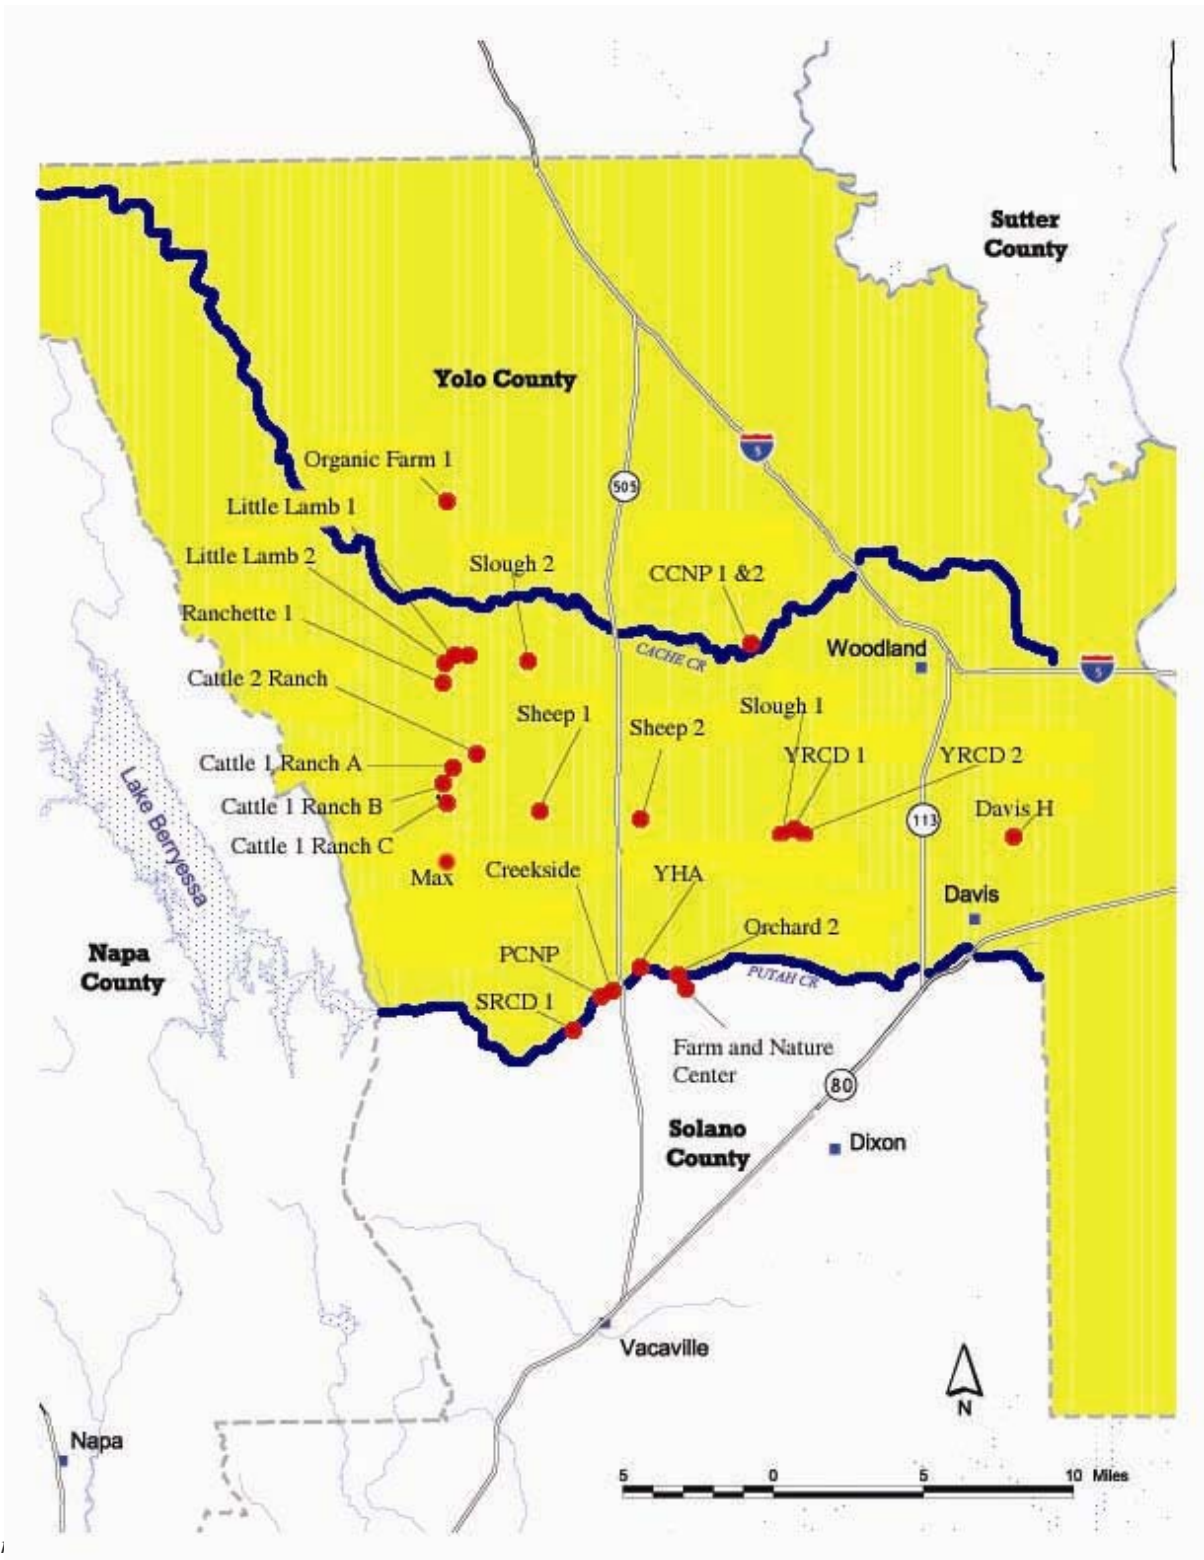 Sutter
County
Yolo County
5
Organic Farm 1
505
Little Lamb 1
Little Lamb 2
Slough 2
CCNP 1 &2
Ranchette 1
Woodland
CACHE CR
5
Cattle 2 Ranch
Sheep 1
Slough 1
Sheep 2
YRCD 1
YRCD 2
Cattle 1 Ranch A
Lake Berryessa
Cattle 1 Ranch B
Davis H
113
Cattle 1 Ranch C
Max
Creekside
YHA
Davis
Orchard 2
Napa
County
PCNP
PUTAH CR
SRCD 1
Farm and Nature
Center
80
Solano
County
Dixon
Vacaville
N
Napa
5 0 5 10 Miles